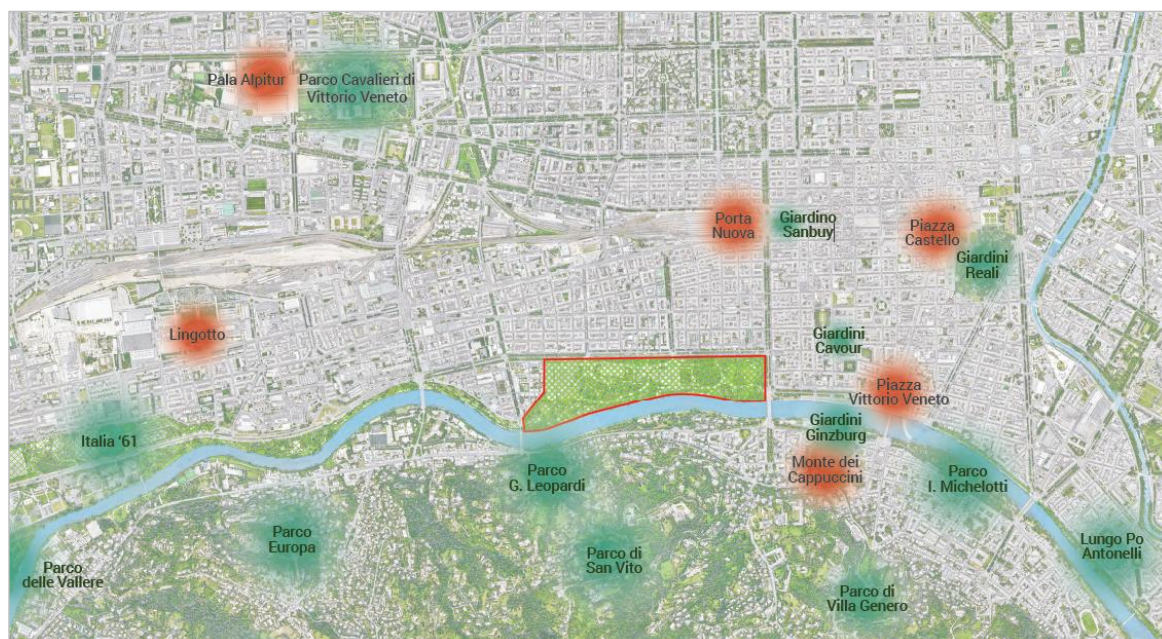 Pala Alpitur
Parco Cavalieri di
Vittorio Veneto
Porta
Nuova
Giardino
Sanbuy
Piazza
Castello
Giardini
Reali
Lingotto
Giardini
Cavour
Piazza
Vittorio Veneto
Italia '61
Giardini
Ginzburg
Monte dei
Cappuccini
Parco
G. Leopardi
Parco
I. Michelotti
Parco
Europa
Parco di
San Vito
Lungo Po
Antonelli
Parco
delle Vallere
Parco di
Villa Genero